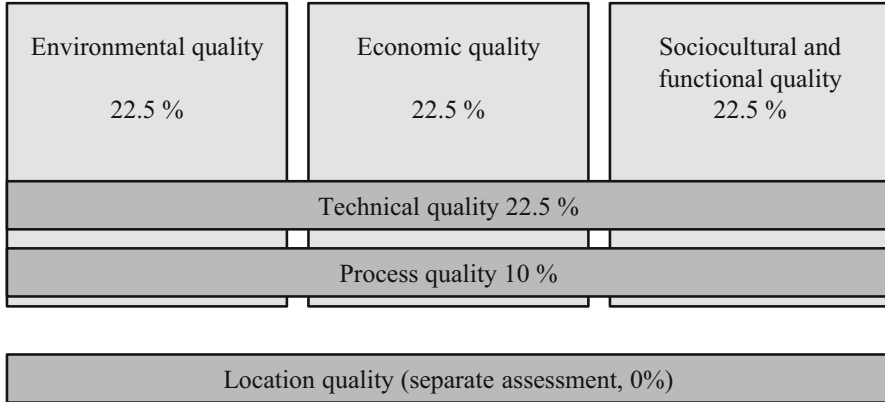 Environmental quality
22.5 %
Economic quality
22.5 %
Sociocultural and
functional quality
22.5 %
Technical quality 22.5 %
Process quality 10 %
Location quality (separate assessment, 0%)